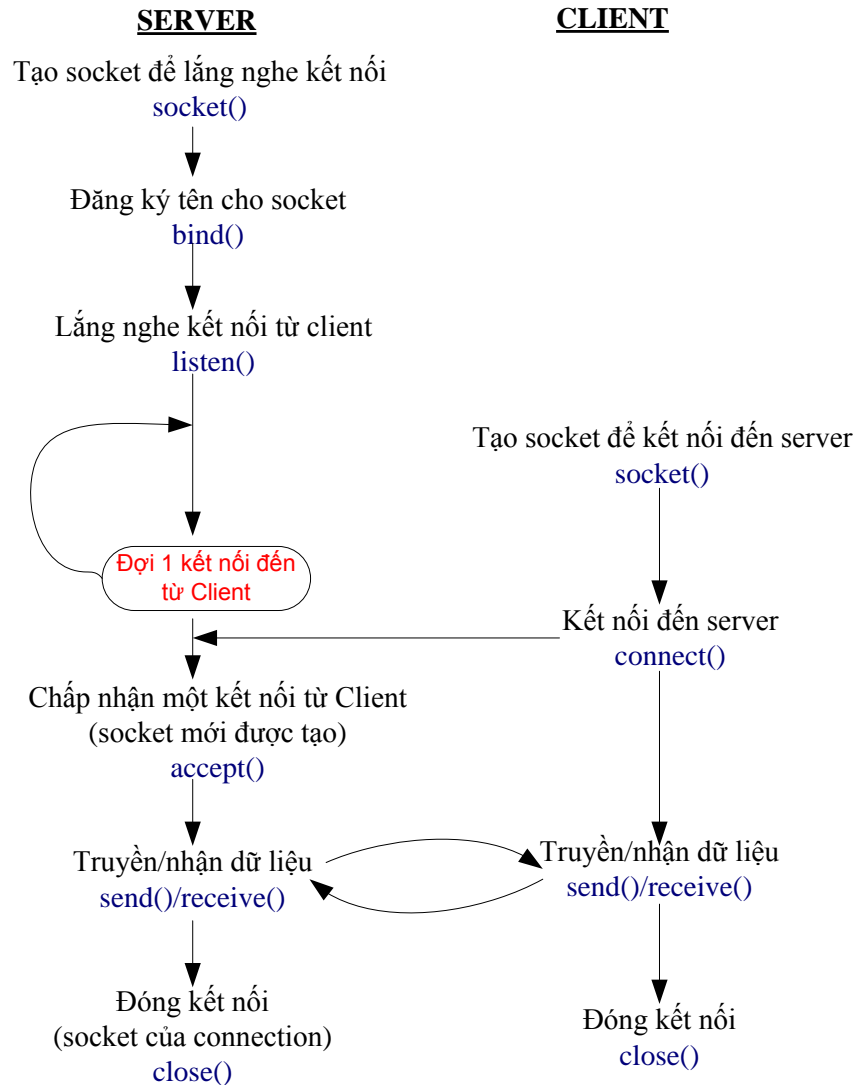 SERVER
Tạo socket để lắng nghe kết nối
socket()
Đăng ký tên cho socket
bind()
Lắng nghe kết nối từ client
listen()
Đợi 1 kết nối đến
từ Client
Chấp nhận một kết nối từ Client
(socket mới được tạo)
accept()
Truyền/nhận dữ liệu
send()/receive()
Đóng kết nối
(socket của connection)
close()
CLIENT
Tạo socket để kết nối đến server
socket()
Kết nối đến server
connect()
Truyền/nhận dữ liệu
send()/receive()
Đóng kết nối
close()